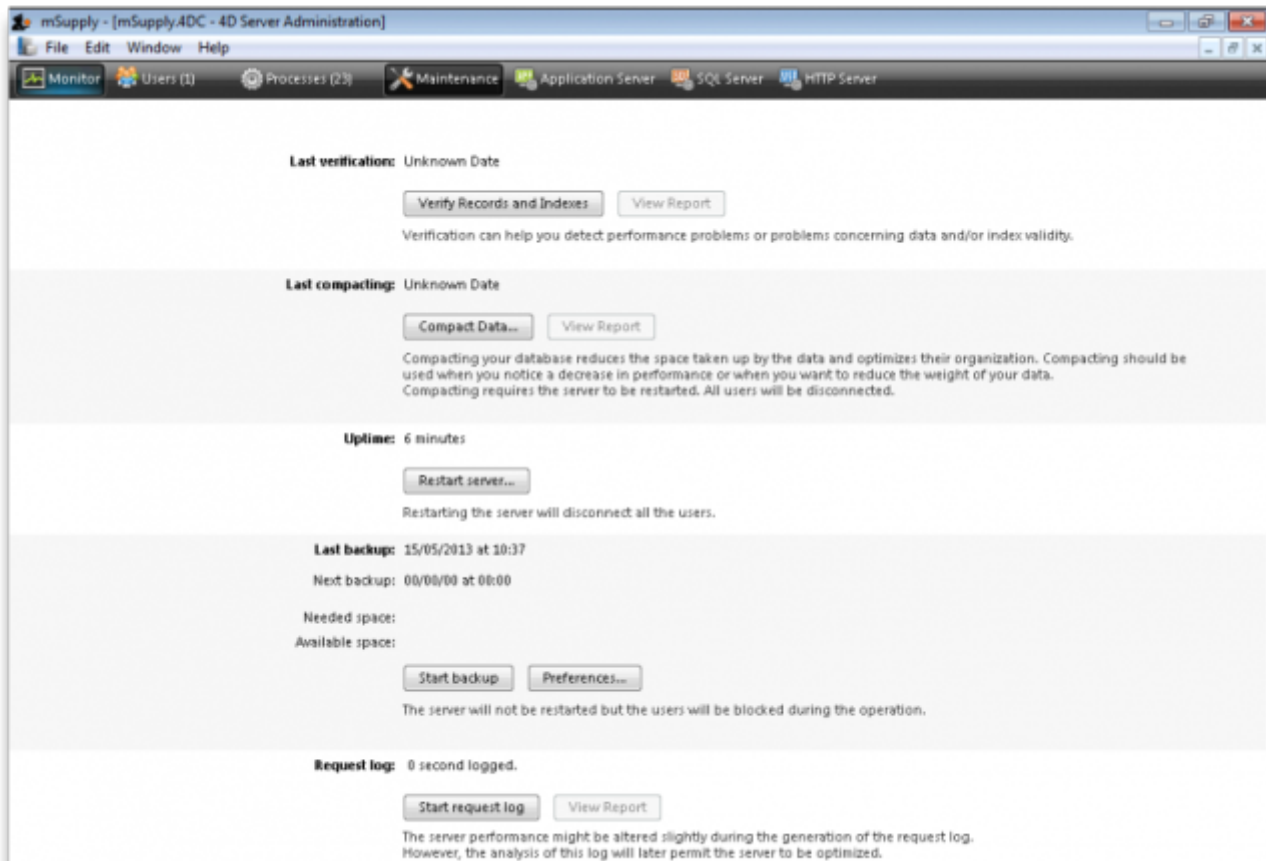 mSupply - [mSupply.4DC - 4D Server Administration]
File Edit Window Help
Monitor Users (1) Processes (23) Maintenance Application Server SQL Server HTTP Server
Last verification: Unknown Date
Verify Records and Indexes View Report
Verification can help you detect performance problems or problems concerning data and/or index validity.
Last compacting: Unknown Date
Compact Data... View Report
Compacting your database reduces the space taken up by the data and optimizes their organization. Compacting should be
used when you notice a decrease in performance or when you want to reduce the weight of your data.
Compacting requires the server to be restarted. All users will be disconnected.
Uptime: 6 minutes
Restart server...
Restarting the server will disconnect all the users.
Last backup: 15/05/2013 at 10:37
Next backup: 00/00/00 at 00:00
Needed space:
Available space:
Start backup Preferences...
The server will not be restarted but the users will be blocked during the operation.
Request log: 0 second logged.
Start request log View Report
The server performance might be altered slightly during the generation of the request log.
However, the analysis of this log will later permit the server to be optimized.